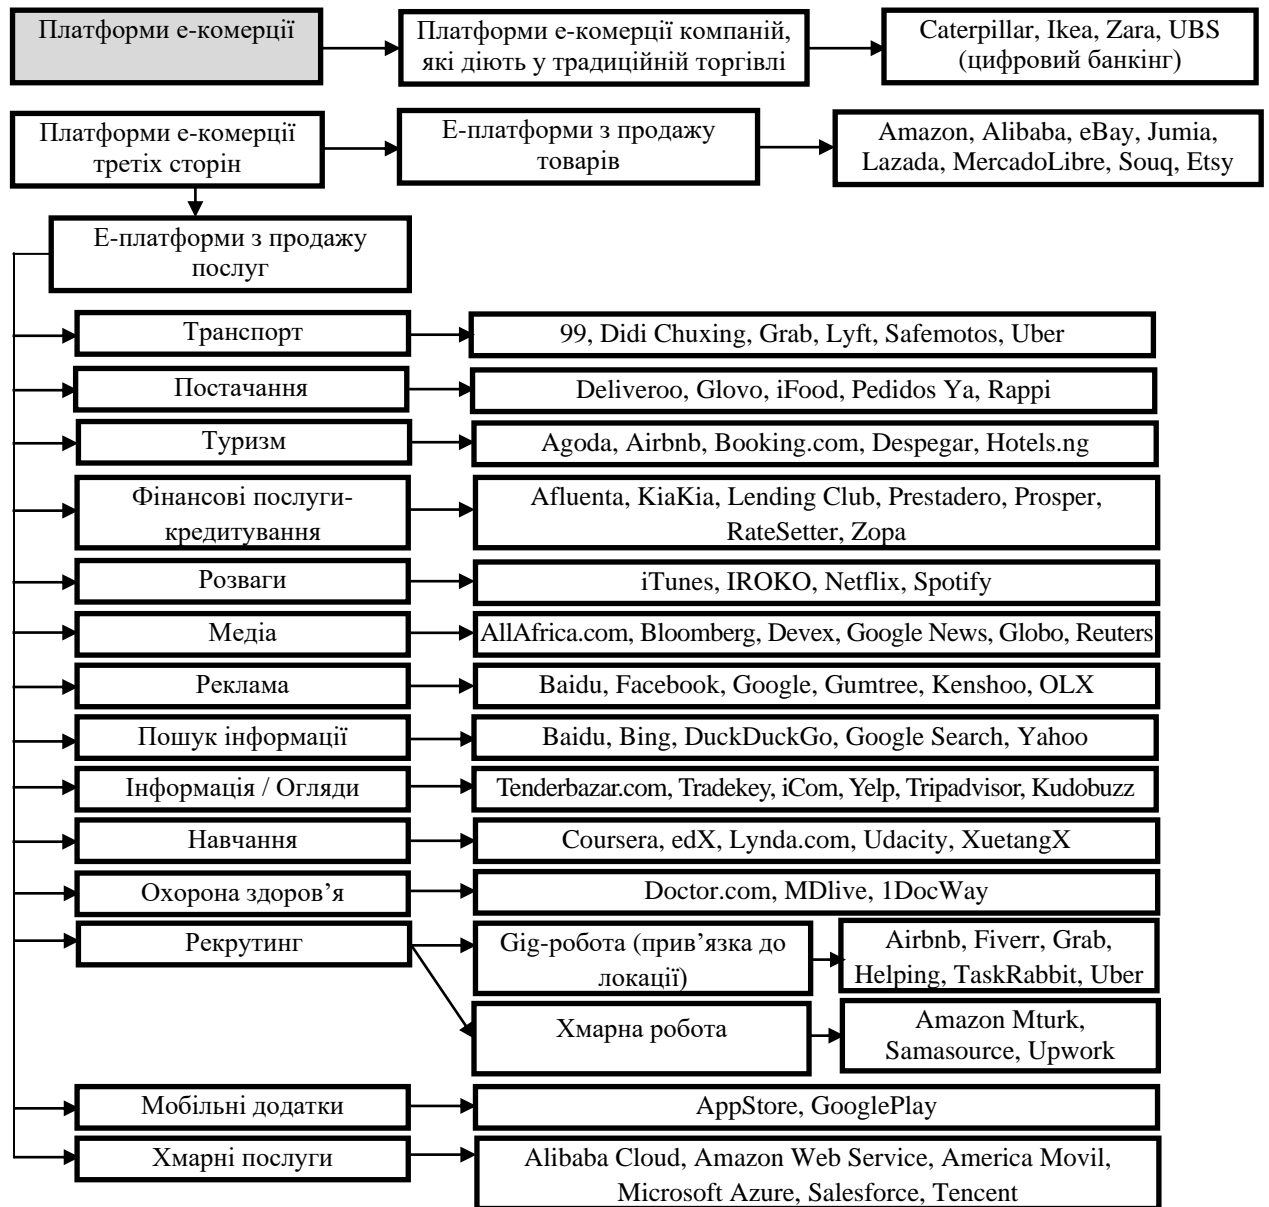 Платформи е-комерції
Платформи е-комерції компаній,
які діють у традиційній торгівлі
Caterpillar, Ikea, Zara, UBS
(цифровий банкінг)
Платформи е-комерції
третіх сторін
Е-платформи з продажу
товарів
Amazon, Alibaba, eBay, Jumia,
Lazada, MercadoLibre, Souq, Etsy
Е-платформи з продажу
послуг
Транспорт
99, Didi Chuxing, Grab, Lyft, Safemotos, Uber
Постачання
Deliveroo, Glovo, iFood, Pedidos Ya, Rappi
Туризм
Agoda, Airbnb, Booking.com, Despegar, Hotels.ng
Фінансові послуги-
кредитування
Afluenta, KiaKia, Lending Club, Prestadero, Prosper,
RateSetter, Zopa
Розваги
iTunes, IROKO, Netflix, Spotify
Медіа
AllAfrica.com, Bloomberg, Devex, Google News, Globo, Reuters
Реклама
Baidu, Facebook, Google, Gumtree, Kenshoo, OLX
Пошук інформації
Baidu, Bing, DuckDuckGo, Google Search, Yahoo
Інформація / Огляди
Tenderbazar.com, Tradekey, iCom, Yelp, Tripadvisor, Kudobuzz
Навчання
Coursera, edX, Lynda.com, Udacity, XuetangX
Охорона здоров’я
Doctor.com, MDlive, 1DocWay
Рекрутинг
Gig-робота (прив’язка до
локації)
Airbnb, Fiverr, Grab,
Helping, TaskRabbit, Uber
Хмарна робота
Amazon Mturk,
Samasource, Upwork
Мобільні додатки
AppStore, GooglePlay
Хмарні послуги
Alibaba Cloud, Amazon Web Service, America Movil,
Microsoft Azure, Salesforce, Tencent